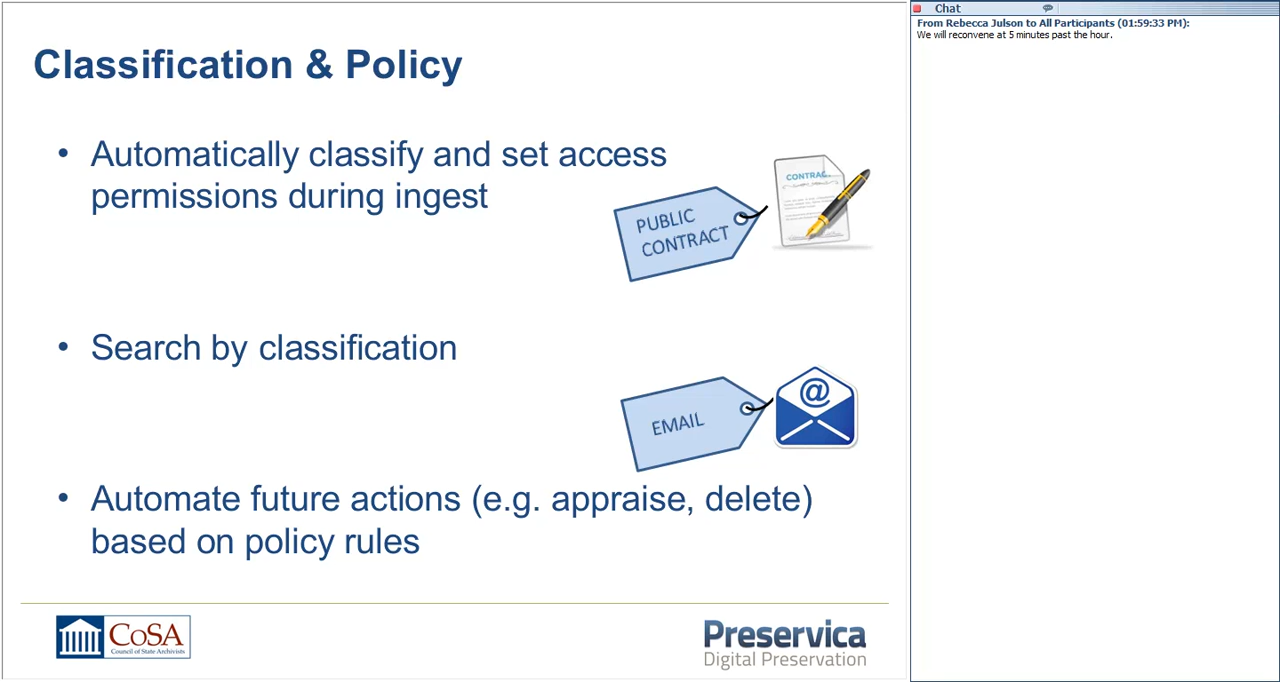 Classification & Policy
• Automatically classify and set access
permissions during ingest
CONTRAC
PUBLIC
CONTRACT
• Search by classification
@
EMAIL
• Automate future actions (e.g. appraise, delete)
based on policy rules
CoSA
Council of State Archivists
Preservica
Digital Preservation
Chat
From Rebecca Julson to All Participants (01:59:33 PM):
We will reconvene at 5 minutes past the hour.